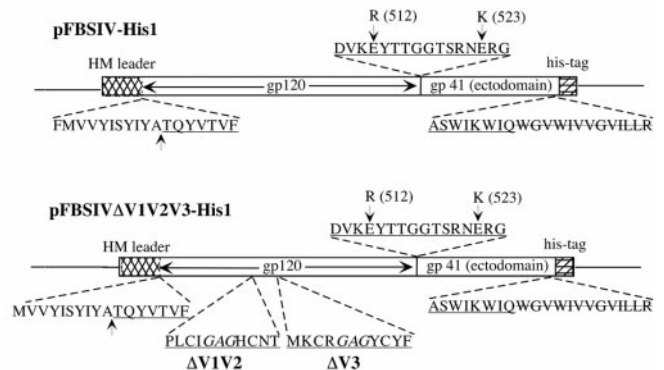 pFBSIV-His1
R (512) K (523)
DVKEYTTGGTSRNERG
HM leader
his-tag
gp120
gp 41 (ectodomain)
FMVVYISYIYATQYVTVF
ASWIKWIQWGVWIVVGVILLR
pFBSIVΔV1V2V3-His1
R (512) K (523)
DVKEYTTGGTSRNERG
HM leader
his-tag
gp120
gp 41 (ectodomain)
MVVYISYIYATQYVTVF
ASWIKWIQWGVWIVVGVILLR
PLCIGAGHCNT MKCRGAGYCYF
ΔV1V2 ΔV3